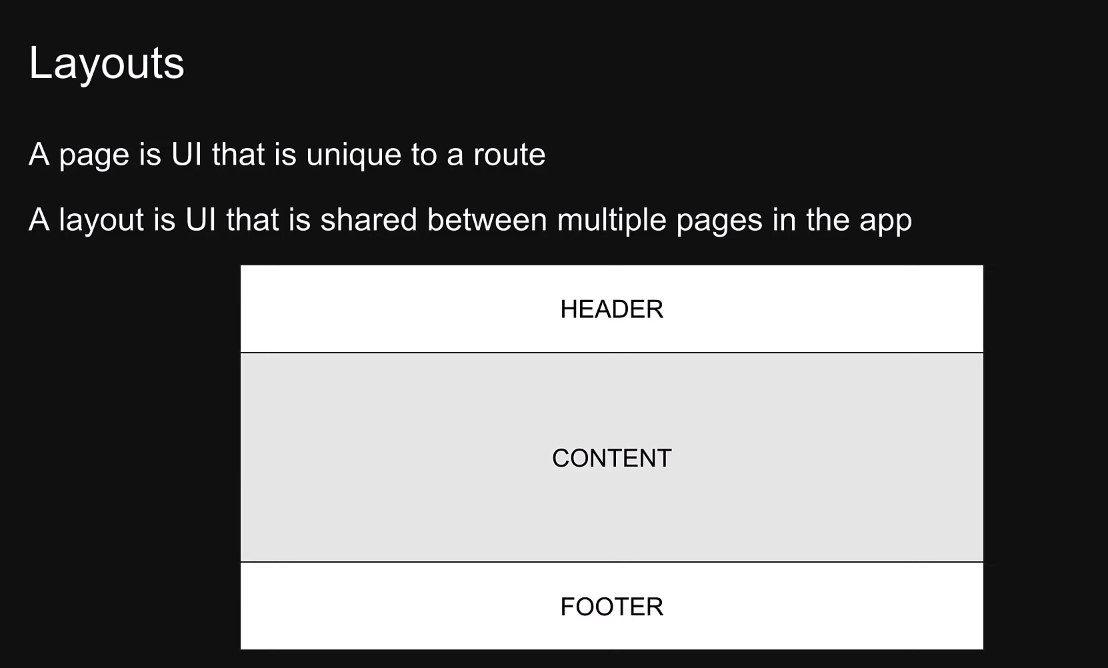 Layouts
A page is UI that is unique to a route
A layout is UI that is shared between multiple pages in the app
HEADER
CONTENT
FOOTER